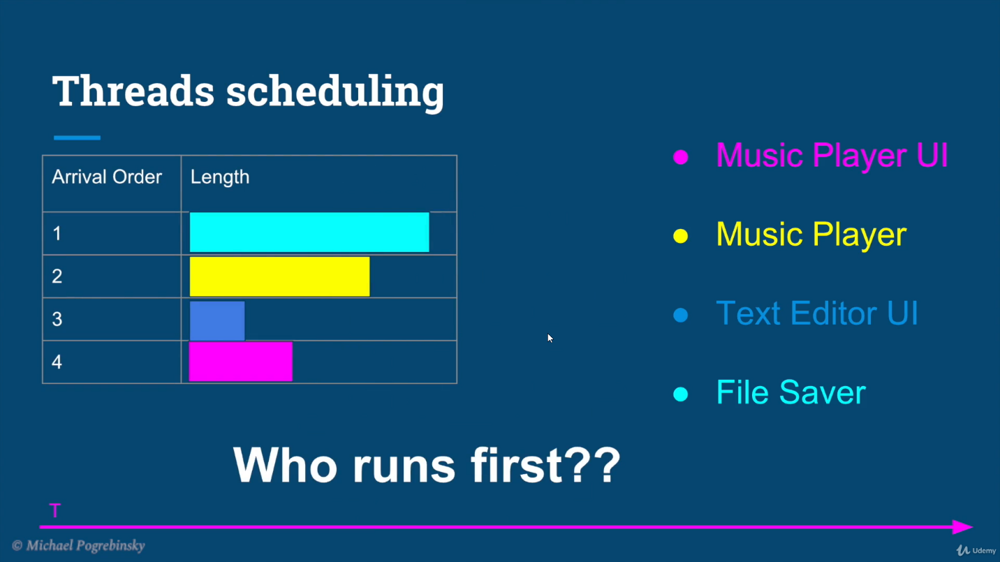 Threads scheduling
Arrival Order Length
1
2
3
4
Music Player UI
Music Player
Text Editor UI
File Saver
Who runs first??
T
© Michael Pogrebinsky
Udemy